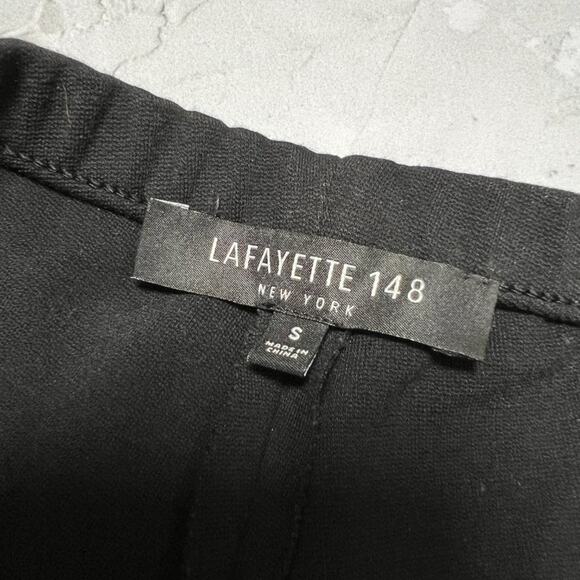 LAFAYETTE 148
NEW YORK
S
MADE IN
CHINA